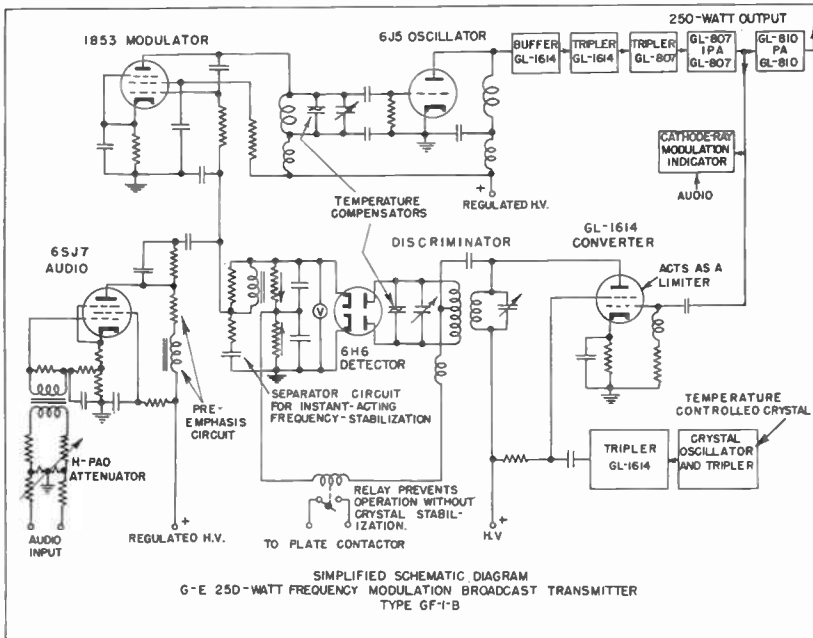 250-WATT OUTPUT
1853 MODULATOR
6J5 OSCILLATOR
BUFFER
GL-1614
TRIPLER
GL-1614
TRIPLER
GL-807
GL-807
IPA
GL-807
GL-810
PA
GL-810
CATHODE-RAY
MODULATION
INDICATOR
AUDIO
TEMPERATURE
COMPENSATORS
+
REGULATED H.V.
DISCRIMINATOR
GL-1614
CONVERTER
ACTS AS A
LIMITER
6SJ7
AUDIO
V
6H6
DETECTOR
SEPARATOR CIRCUIT
FOR INSTANT-ACTING
FREQUENCY-STABILIZATION
PRE-
EMPHASIS
CIRCUIT
TEMPERATURE
CONTROLLED CRYSTAL
H-PAD
ATTENUATOR
TRIPLER
GL-1614
CRYSTAL
OSCILLATOR
AND TRIPLER
RELAY PREVENTS
OPERATION WITHOUT
CRYSTAL STABIL-
IZATION.
AUDIO
INPUT
+
REGULATED H.V.
TO PLATE CONTACTOR
+
H.V
SIMPLIFIED SCHEMATIC DIAGRAM
G-E 25D-WATT FREQUENCY MODULATION BROADCAST TRANSMITTER
TYPE GF-1-B